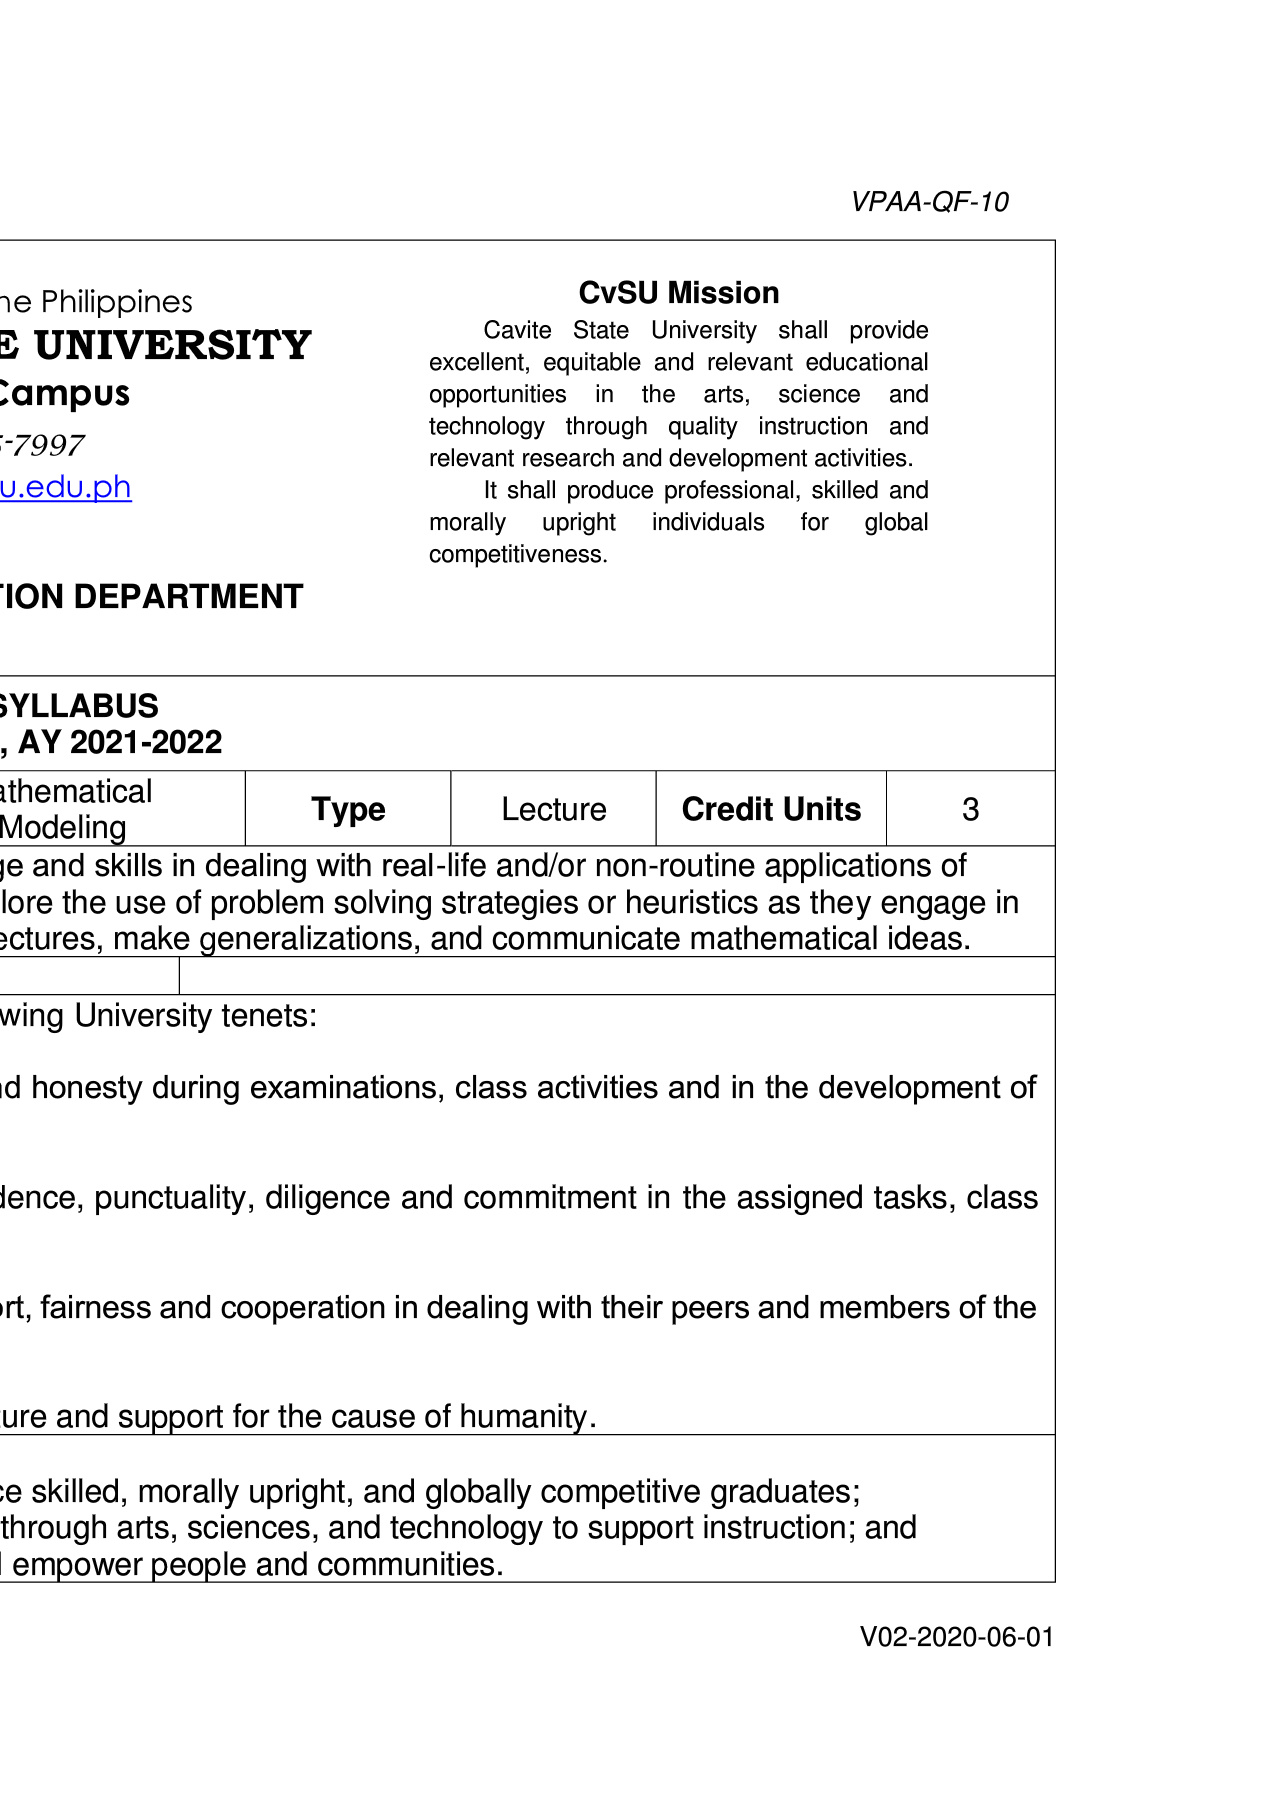 VPAA-QF-10
ne Philippines
E UNIVERSITY
Campus
5-7997
u.edu.ph
TION DEPARTMENT
CvSU Mission
Cavite State University shall provide
excellent, equitable and relevant educational
opportunities in the arts, science and
technology through quality instruction and
relevant research and development activities.
It shall produce professional, skilled and
morally upright individuals for global
competitiveness.
SYLLABUS
, AY 2021-2022
athematical
Modeling
Type
Lecture
Credit Units
3
ge and skills in dealing with real-life and/or non-routine applications of
lore the use of problem solving strategies or heuristics as they engage in
ectures, make generalizations, and communicate mathematical ideas.
wing University tenets:
nd honesty during examinations, class activities and in the development of
dence, punctuality, diligence and commitment in the assigned tasks, class
ort, fairness and cooperation in dealing with their peers and members of the
ture and support for the cause of humanity.
ce skilled, morally upright, and globally competitive graduates;
through arts, sciences, and technology to support instruction; and
l empower people and communities.
V02-2020-06-01